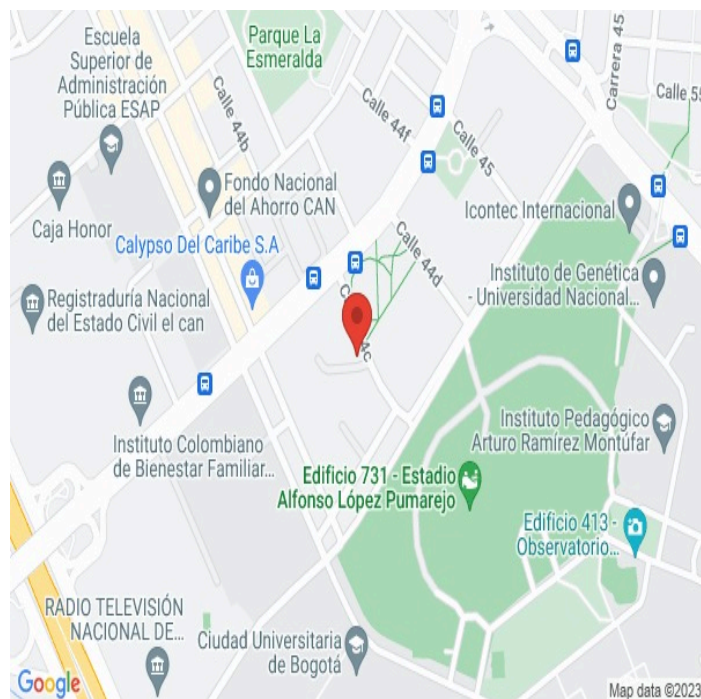 Escuela
Superior de
Administración
Pública ESAP
Parque La
Esmeralda
Calle 44b
Calle 44f
Calle 45
Carrera 45
Calle 55
Caja Honor
Fondo Nacional
del Ahorro CAN
Icontec Internacional
Calypso Del Caribe S.A
Calle 44d
Instituto de Genética
- Universidad Nacional...
Registraduría Nacional
del Estado Civil el can
4c
Instituto Colombiano
de Bienestar Familiar...
Instituto Pedagógico
Arturo Ramírez Montúfar
Edificio 731 - Estadio
Alfonso López Pumarejo
Edificio 413 -
Observatorio...
RADIO TELEVISIÓN
NACIONAL DE...
Ciudad Universitaria
de Bogotá
Google
Map data ©2023